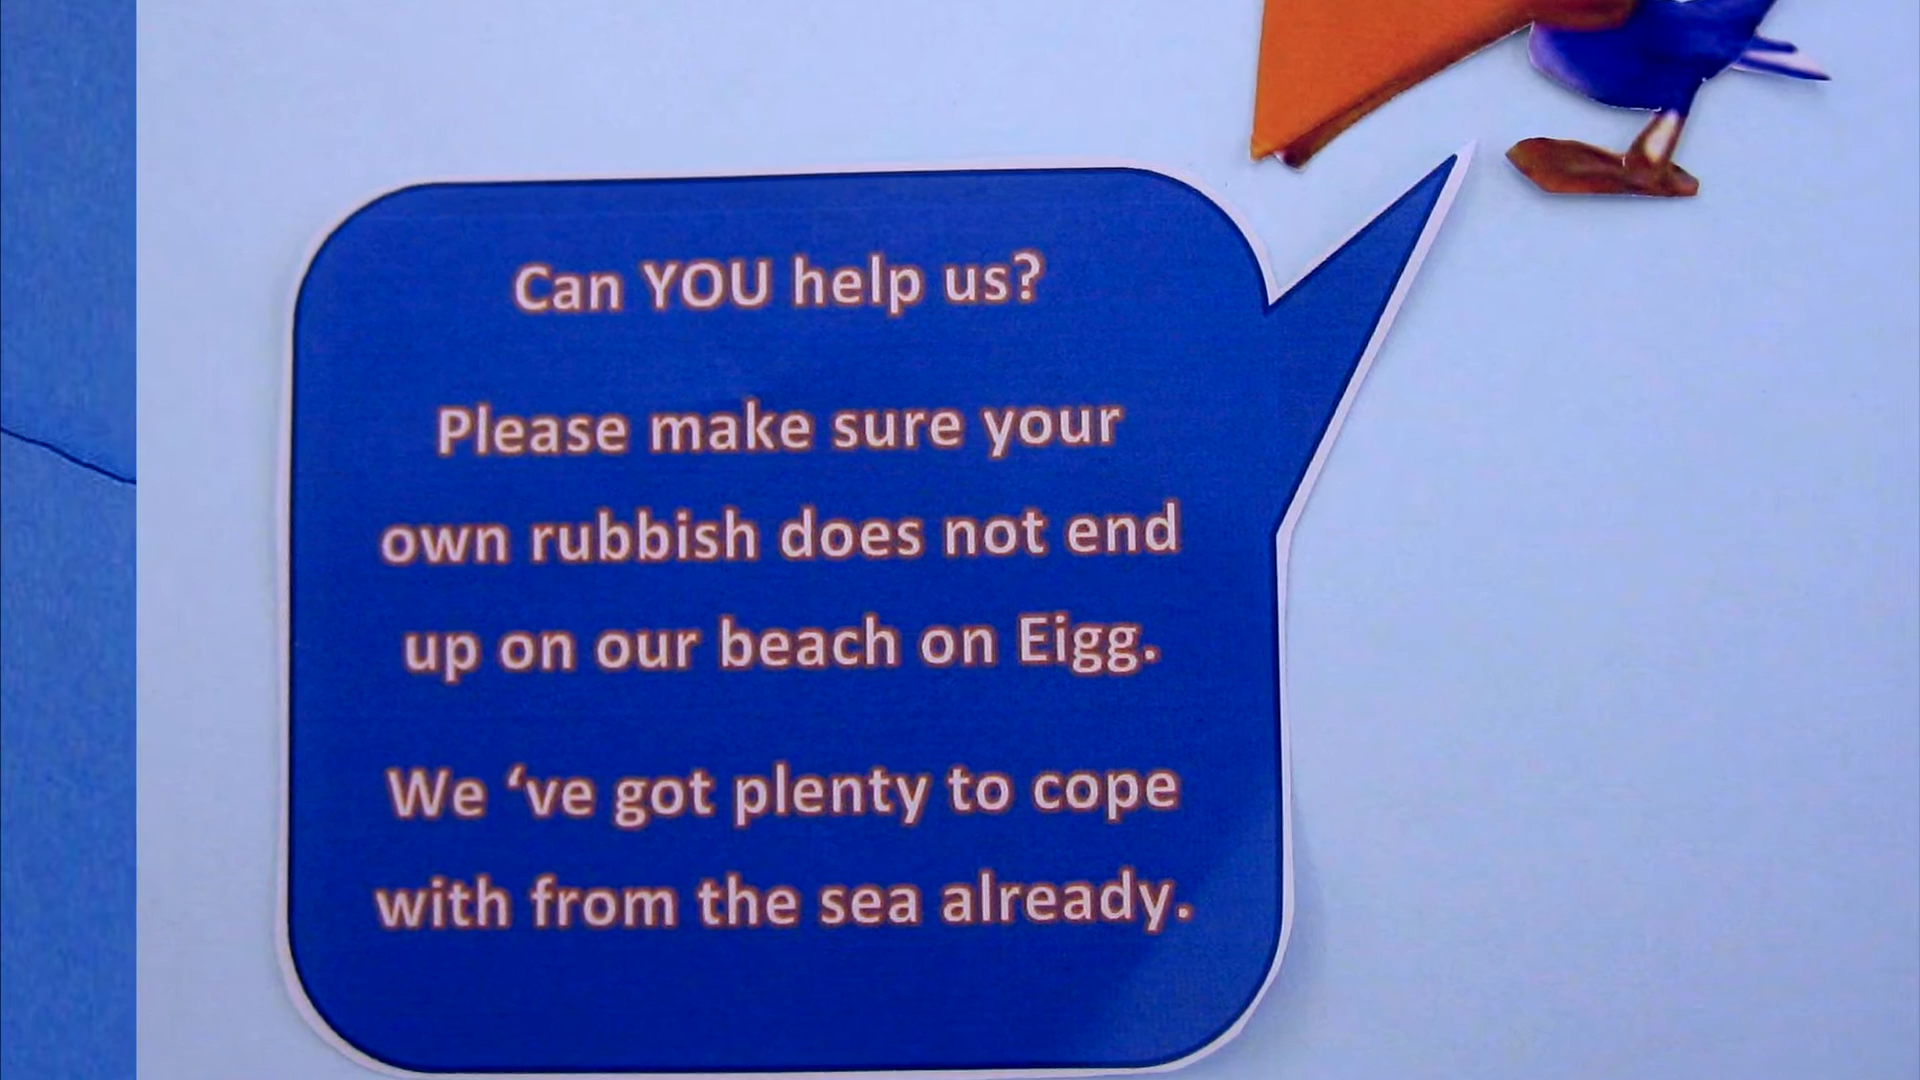 Can YOU help us?
Please make sure your
own rubbish does not end
up on our beach on Eigg.
We ‘ve got plenty to cope
with from the sea already.